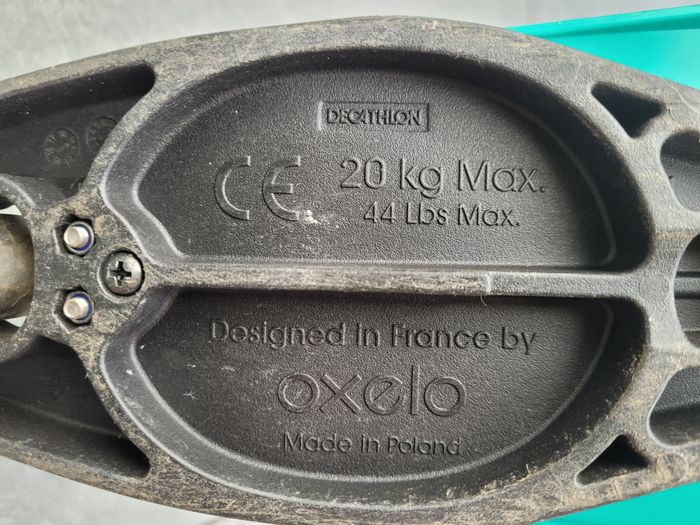 DECATHLON
CE 20 kg Max.
44 Lbs Max.
Designed in France by
oxelo
Made in Poland